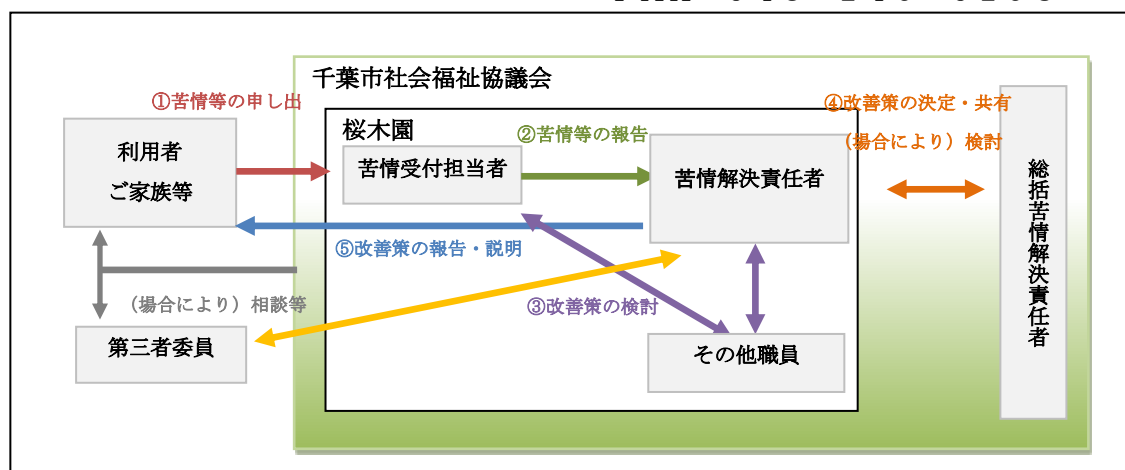 千葉市社会福祉協議会
①苦情等の申し出
④改善策の決定・共有
(場合により)検討
桜木園
②苦情等の報告
利用者
ご家族等
苦情受付担当者
苦情解決責任者
総括苦情解決責任者
⑤改善策の報告・説明
(場合により)相談等
③改善策の検討
第三者委員
その他職員